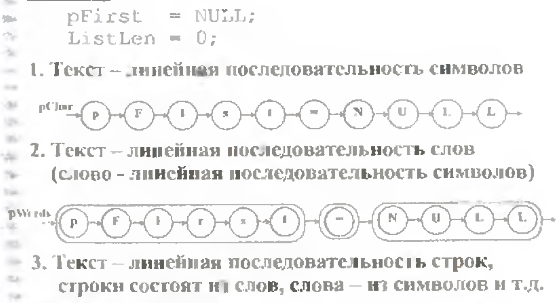 pFirst = NULL;
ListLen = 0;
1. Текст – линейная последовательность символов
pChar p F i s t = N U L L
2. Текст – линейная последовательность слов
(слово - линейная последовательность символов)
pWords p F i r s t = N U L L
3. Текст – линейная последовательность строк,
строки состоят из слов, слова – из символов и т.д.